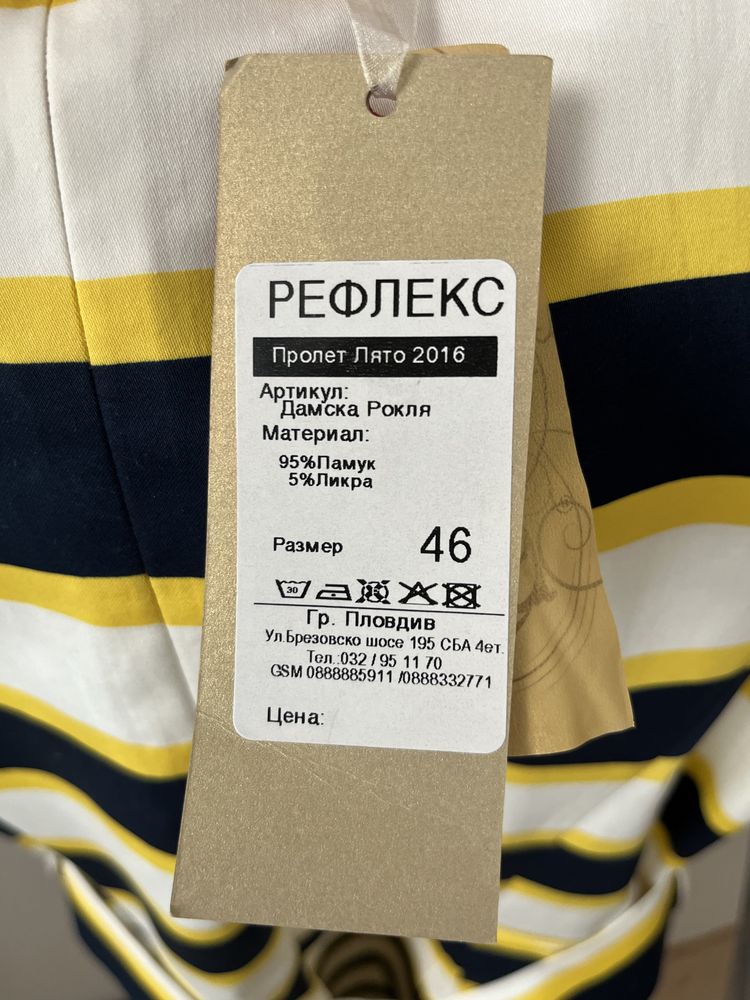 РЕФЛЕКС
Пролет Лято 2016
Артикул:
Дамска Рокля
Материал:
95%Памук
5%Ликра
Размер 46
30
Гр. Пловдив
Ул.Брезовско шосе 195 СБА 4ет.
Тел.:032 / 95 11 70
GSM 0888885911 /0888332771
Цена: